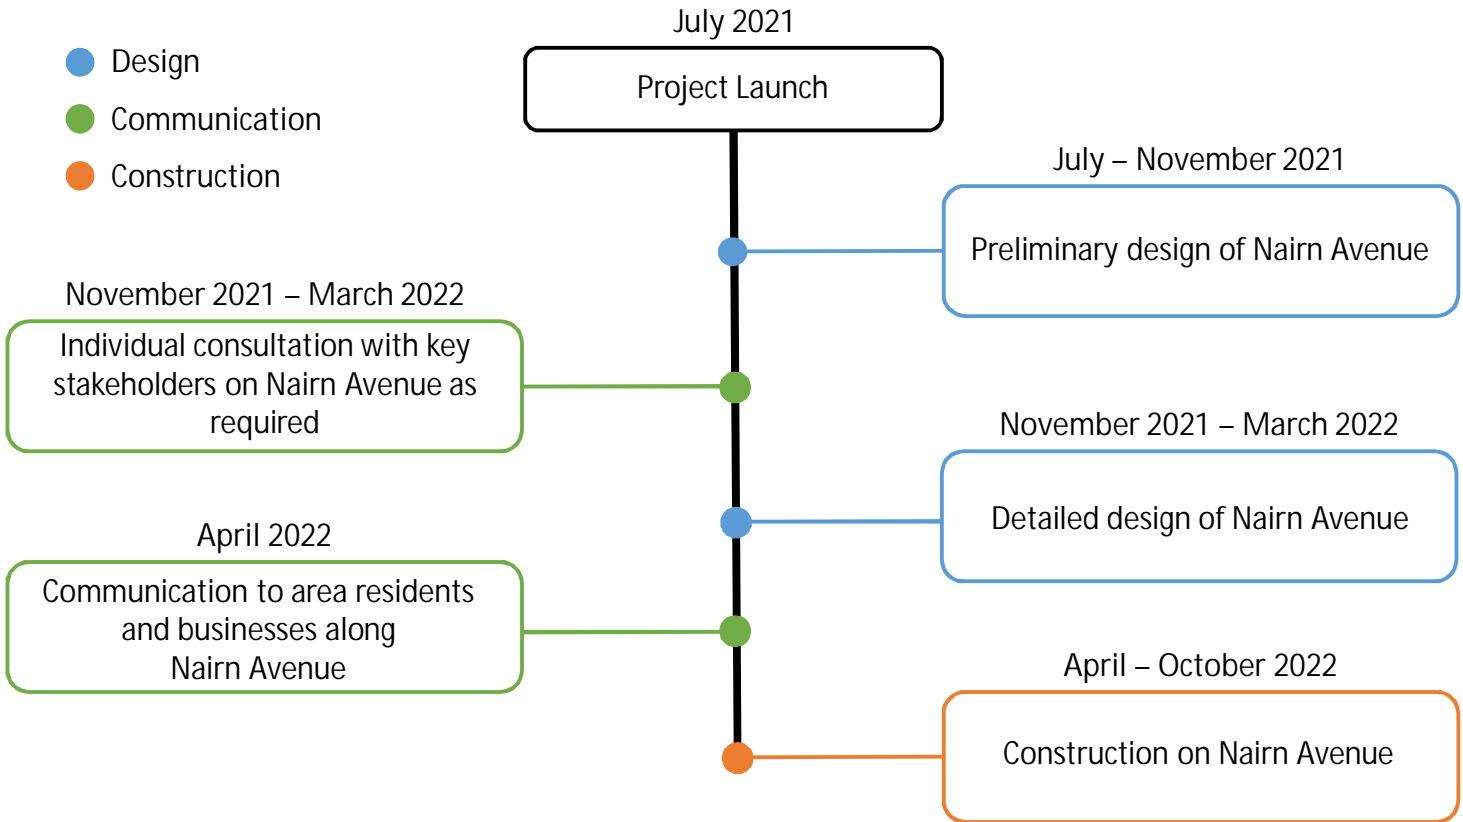 July 2021
Project Launch
Design
Communication
Construction
July – November 2021
Preliminary design of Nairn Avenue
November 2021 – March 2022
Individual consultation with key
stakeholders on Nairn Avenue as
required
November 2021 – March 2022
Detailed design of Nairn Avenue
April 2022
Communication to area residents
and businesses along
Nairn Avenue
April – October 2022
Construction on Nairn Avenue